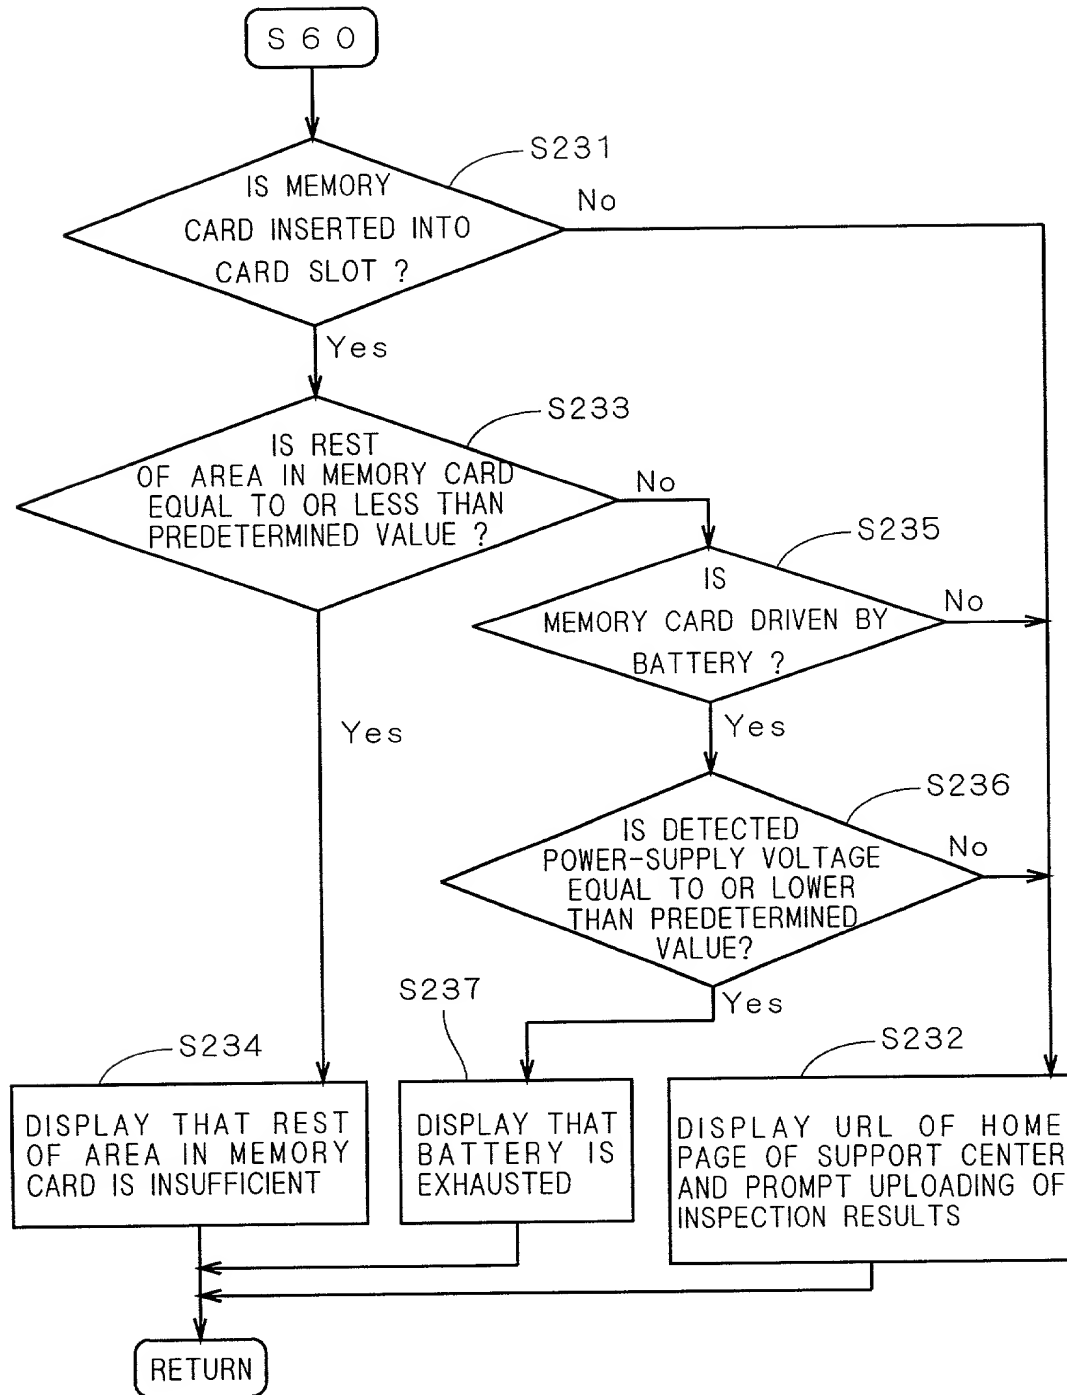 S60
S231
IS MEMORY
CARD INSERTED INTO
CARD SLOT ?
No
Yes
S233
IS REST
OF AREA IN MEMORY CARD
EQUAL TO OR LESS THAN
PREDETERMINED VALUE ?
No
S235
IS
MEMORY CARD DRIVEN BY
BATTERY ?
No
Yes
Yes
S236
IS DETECTED
POWER-SUPPLY VOLTAGE
EQUAL TO OR LOWER
THAN PREDETERMINED
VALUE?
No
Yes
S237
S234
S232
DISPLAY THAT REST
OF AREA IN MEMORY
CARD IS INSUFFICIENT
DISPLAY THAT
BATTERY IS
EXHAUSTED
DISPLAY URL OF HOME
PAGE OF SUPPORT CENTER
AND PROMPT UPLOADING OF
INSPECTION RESULTS
RETURN